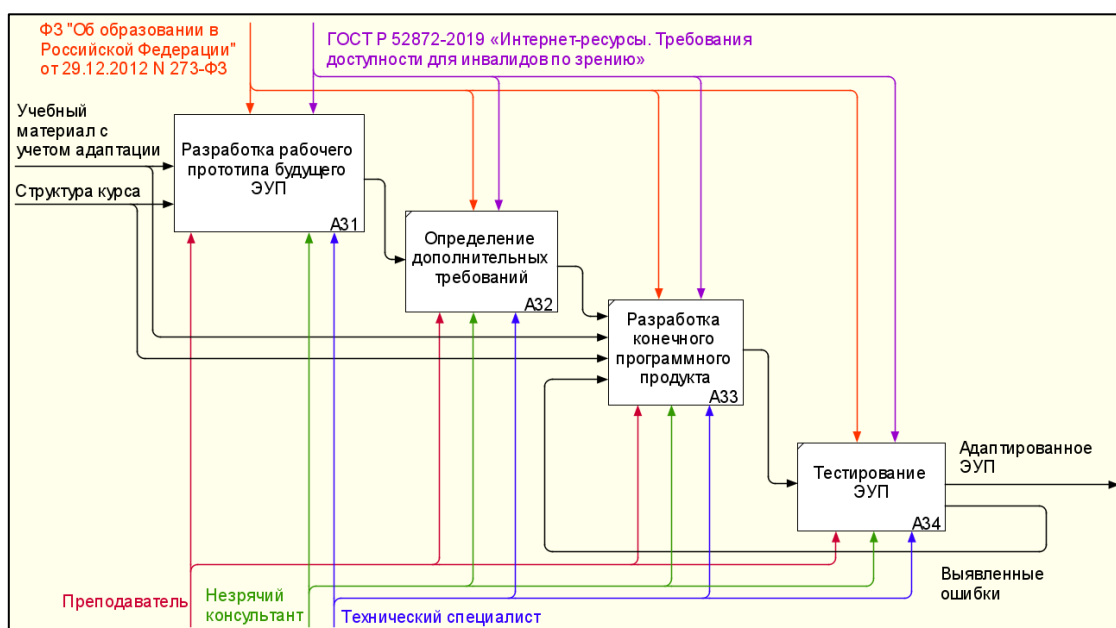 ФЗ "Об образовании в
Российской Федерации"
от 29.12.2012 N 273-ФЗ
ГОСТ Р 52872-2019 «Интернет-ресурсы. Требования
доступности для инвалидов по зрению»
Учебный
материал с
учетом адаптации
Структура курса
Разработка рабочего
прототипа будущего
ЭУП
А31
Определение
дополнительных
требований
А32
Разработка
конечного
программного
продукта
А33
Тестирование
ЭУП
А34
Адаптированное
ЭУП
Выявленные
ошибки
Преподаватель
Незрячий
консультант
Технический специалист